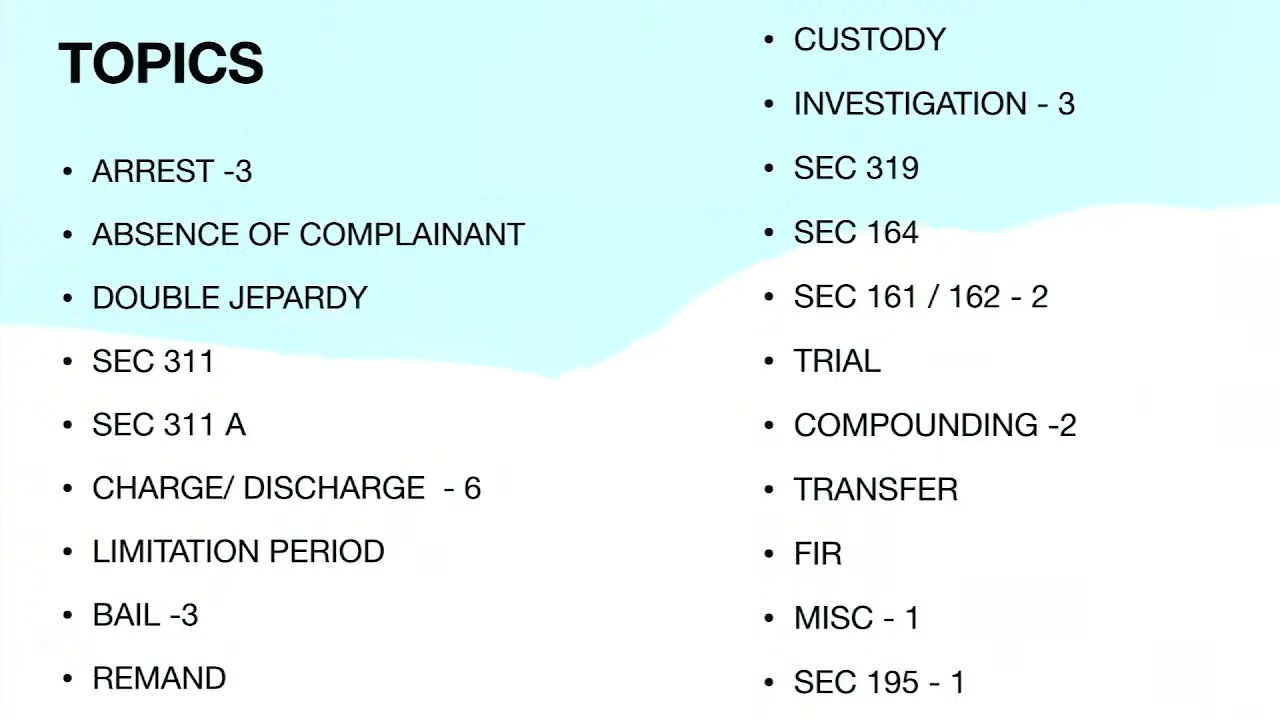 TOPICS
• ARREST -3
• ABSENCE OF COMPLAINANT
• DOUBLE JEPARDY
• SEC 311
• SEC 311 A
• CHARGE/ DISCHARGE - 6
• LIMITATION PERIOD
• BAIL -3
• REMAND
• CUSTODY
• INVESTIGATION - 3
• SEC 319
• SEC 164
• SEC 161 / 162 - 2
• TRIAL
• COMPOUNDING -2
• TRANSFER
• FIR
• MISC - 1
• SEC 195 - 1